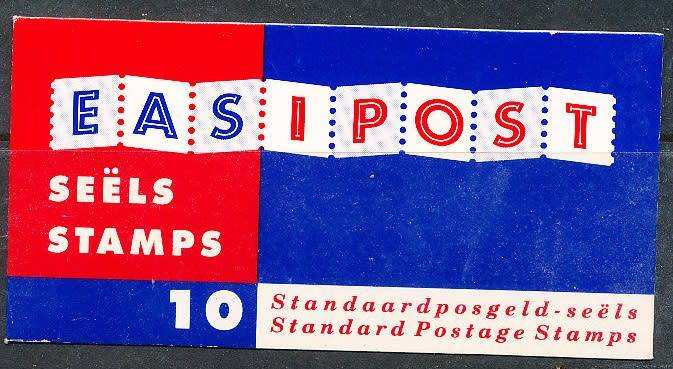 EASIPOST
SEËLS
STAMPS
10
Standaardposgeld-seëls
Standard Postage Stamps